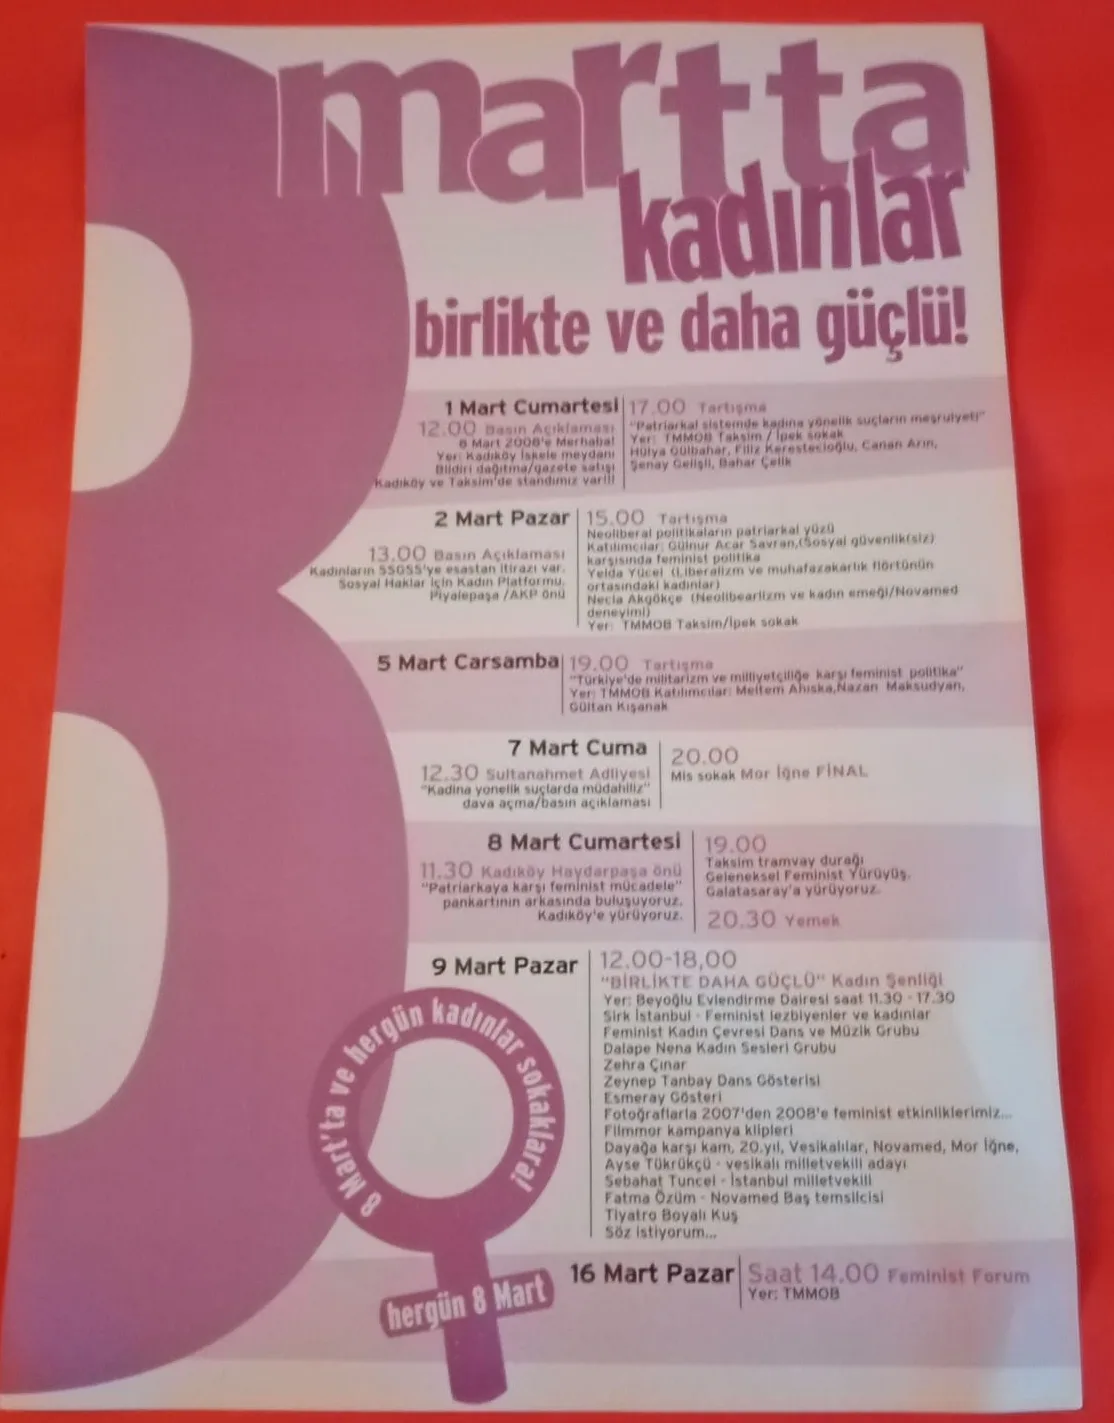 8 martta
kadınlar
birlikte ve daha güçlü!
1 Mart Cumartesi
12.00 Basın Açıklaması
8 Mart 2008'e Merhaba!
Yer: Kadıköy İskele meydanı
Bildiri dağıtma/gazete satışı
Kadıköy ve Taksim'de standımız var!!!
17.00 Tartışma
"Patriarkal sistemde kadına yönelik suçların meşruiyeti"
Yer: TMMOB Taksim / İpek sokak
Hülya Gülbahar, Filiz Kerestecioğlu, Canan Arın,
Şenay Gelişli, Bahar Çelik
2 Mart Pazar
13.00 Basın Açıklaması
Kadınların SSGSS'ye esastan itirazı var.
Sosyal Haklar İçin Kadın Platformu.
Piyalepaşa /AKP önü
15.00 Tartışma
Neoliberal politikaların patriarkal yüzü
Katılımcılar: Gülnur Acar Savran,(Sosyal güvenlik(siz)
karşısında feminist politika
Yelda Yücel (Liberalizm ve muhafazakarlık flörtünün
ortasındaki kadınlar)
Necla Akgökçe (Neolibearlizm ve kadın emeği/Novamed
deneyimi)
Yer: TMMOB Taksim/İpek sokak
5 Mart Carsamba
19.00 Tartışma
"Türkiye'de militarizm ve milliyetçiliğe karşı feminist politika"
Yer: TMMOB Katılımcılar: Meltem Ahıska,Nazan Maksudyan,
Gültan Kışanak
7 Mart Cuma
12.30 Sultanahmet Adliyesi
"Kadina yonelik suçlarda müdahiliz"
dava açma/basın açıklaması
20.00
Mis sokak Mor İğne FİNAL
8 Mart Cumartesi
11.30 Kadıköy Haydarpaşa önü
"Patriarkaya karşı feminist mücadele"
pankartının arkasında buluşuyoruz.
Kadıköy'e yürüyoruz.
19.00
Taksim tramvay durağı
Geleneksel Feminist Yürüyüş.
Galatasaray'a yürüyoruz.
20.30 Yemek
9 Mart Pazar
12.00-18,00
"BİRLİKTE DAHA GÜÇLÜ" Kadın Şenliği
Yer: Beyoğlu Evlendirme Dairesi saat 11.30 - 17.30
Sirk İstanbul - Feminist lezbiyenler ve kadınlar
Feminist Kadın Çevresi Dans ve Müzik Grubu
Dalape Nena Kadın Sesleri Grubu
Zehra Çınar
Zeynep Tanbay Dans Gösterisi
Esmeray Gösteri
Fotoğraflarla 2007'den 2008'e feminist etkinliklerimiz...
Filmmor kampanya klipleri
Dayağa karşı kam, 20.yıl, Vesikalılar, Novamed, Mor İğne,
Ayse Tükrükçü - vesikalı milletvekili adayı
Sebahat Tuncel - İstanbul milletvekili
Fatma Özüm - Novamed Baş temsilcisi
Tiyatro Boyalı Kuş
Söz istiyorum...
8 Mart'ta ve hergün kadınlar sokaklara!
hergün 8 Mart
16 Mart Pazar
Saat 14.00 Feminist Forum
Yer: TMMOB